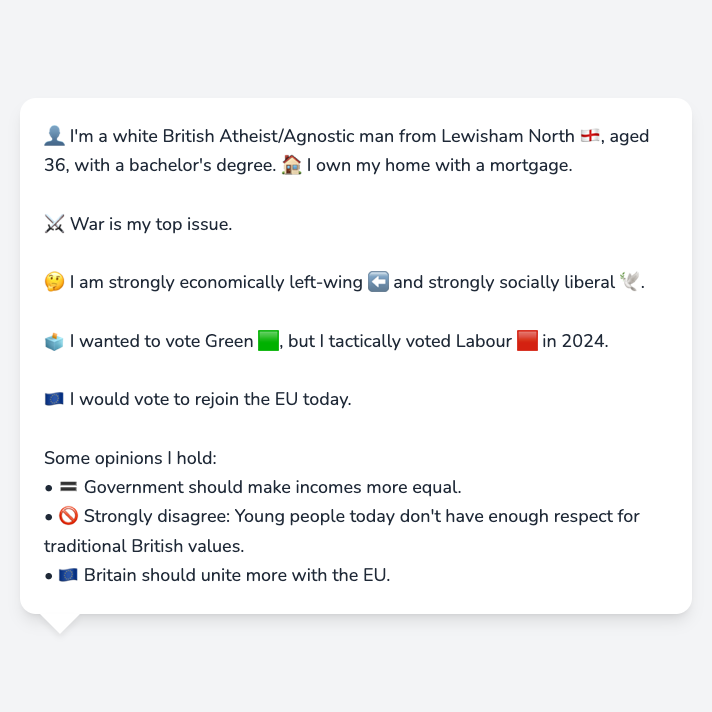 👤 I'm a white British Atheist/Agnostic man from Lewisham North 🏴󠁧󠁢󠁥󠁮󠁧󠁿, aged
36, with a bachelor's degree. 🏠 I own my home with a mortgage.
⚔️ War is my top issue.
🤔 I am strongly economically left-wing ⬅️ and strongly socially liberal 🕊️.
🗳️ I wanted to vote Green 🟩, but I tactically voted Labour 🟥 in 2024.
🇪🇺 I would vote to rejoin the EU today.
Some opinions I hold:
• 🟰 Government should make incomes more equal.
• 🚫 Strongly disagree: Young people today don't have enough respect for
traditional British values.
• 🇪🇺 Britain should unite more with the EU.